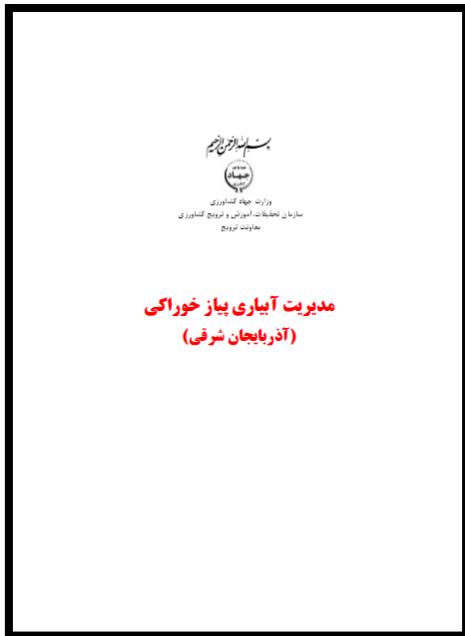 بسم الله الرحمن الرحیم
جهاد
وزارت جهاد کشاورزی
سازمان تحقیقات، آموزش و ترویج کشاورزی
معاونت ترویج
مدیریت آبیاری پیاز خوراکی
(آذربایجان شرقی)